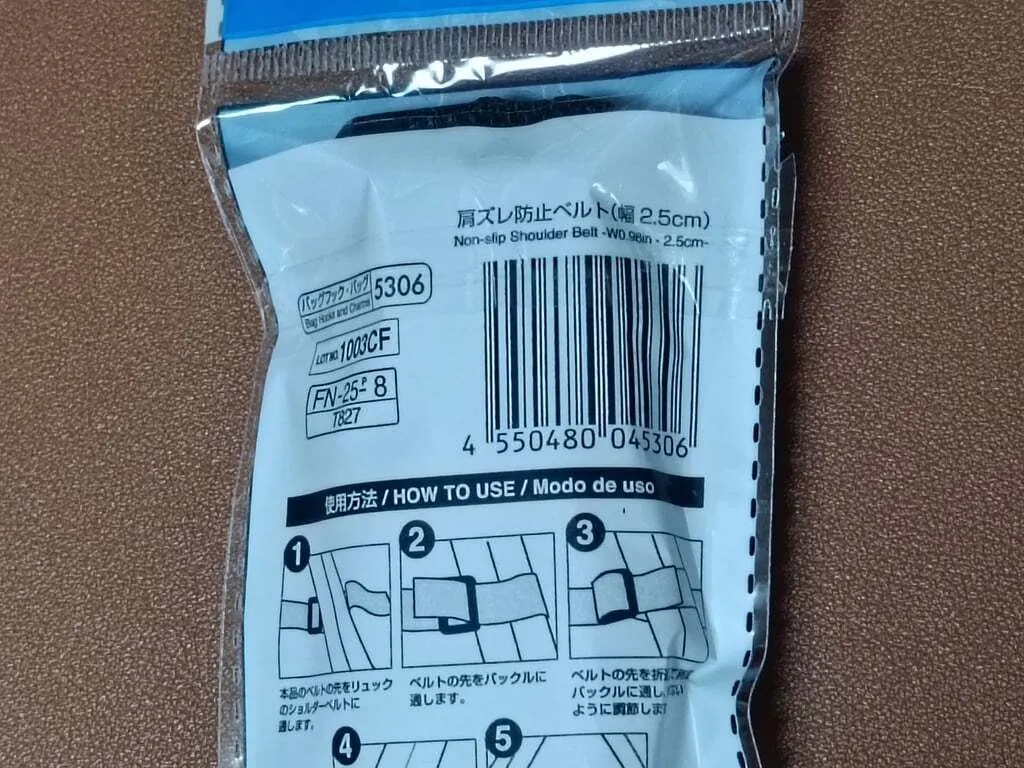 肩ズレ防止ベルト(幅 2.5cm)
Non-slip Shoulder Belt -W0.98in · 2.5cm-
バッグフック・バッグ
Bag Hooks and Charms
5306
LOT NO. 1003CF
FN-25-P 8
T827
4 550480 045306
使用方法 / HOW TO USE / Modo de uso
1
2
3
本品のベルトの先をリュック
のショルダーベルトに
通します。
ベルトの先をバックルに
通します。
ベルトの先を折
バックルに通し
ように調節しま
4
5